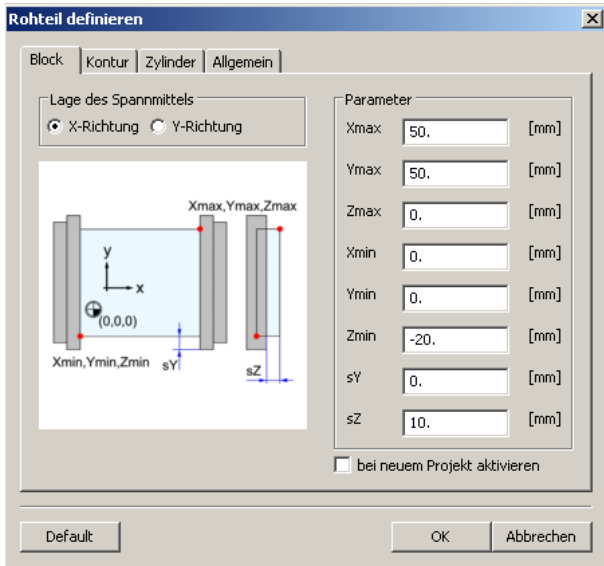 Rohteil definieren
Block Kontur Zylinder Allgemein
Lage des Spannmittels
X-Richtung Y-Richtung
Xmax,Ymax,Zmax
y
x
(0,0,0)
Xmin,Ymin,Zmin sY
sZ
Parameter
Xmax 50. [mm]
Ymax 50. [mm]
Zmax 0. [mm]
Xmin 0. [mm]
Ymin 0. [mm]
Zmin -20. [mm]
sY 0. [mm]
sZ 10. [mm]
bei neuem Projekt aktivieren
Default OK Abbrechen